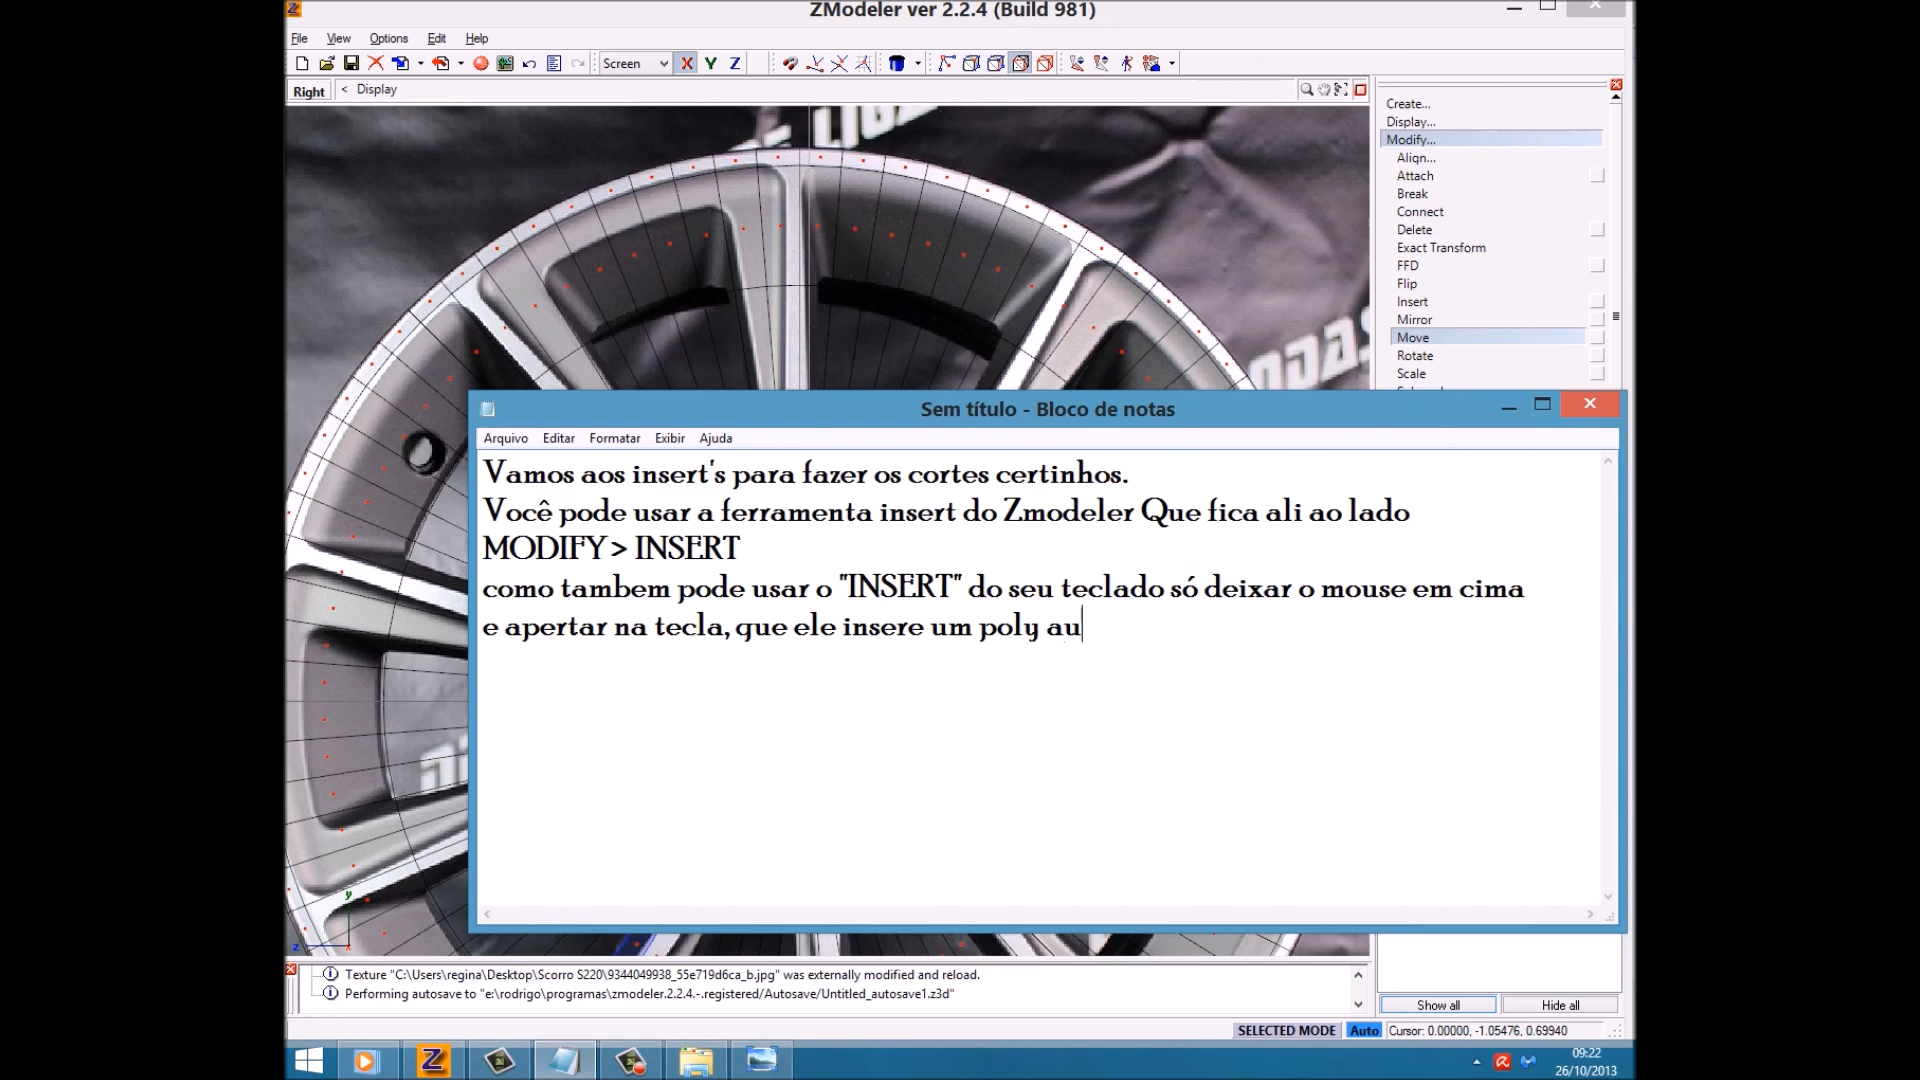 ZModeler ver 2.2.4 (Build 981)
File View Options Edit Help
Screen X Y Z
Right < Display
Create...
Display...
Modify...
Align...
Attach
Break
Connect
Delete
Exact Transform
FFD
Flip
Insert
Mirror
Move
Rotate
Scale
Sem título - Bloco de notas
Arquivo Editar Formatar Exibir Ajuda
Vamos aos insert's para fazer os cortes certinhos.
Você pode usar a ferramenta insert do Zmodeler Que fica ali ao lado
MODIFY> INSERT
como tambem pode usar o "INSERT" do seu teclado só deixar o mouse em cima
e apertar na tecla, que ele insere um poly au
y
z
x
Texture "C:\Users\regina\Desktop\Scorro S220\9344049938_55e719d6ca_b.jpg" was externally modified and reload.
Performing autosave to "e:\rodrigo\programas\zmodeler.2.2.4.-.registered/Autosave/Untitled_autosave1.z3d"
Show all Hide all
SELECTED MODE Auto Cursor: 0.00000, -1.05476, 0.69940
09:22
26/10/2013